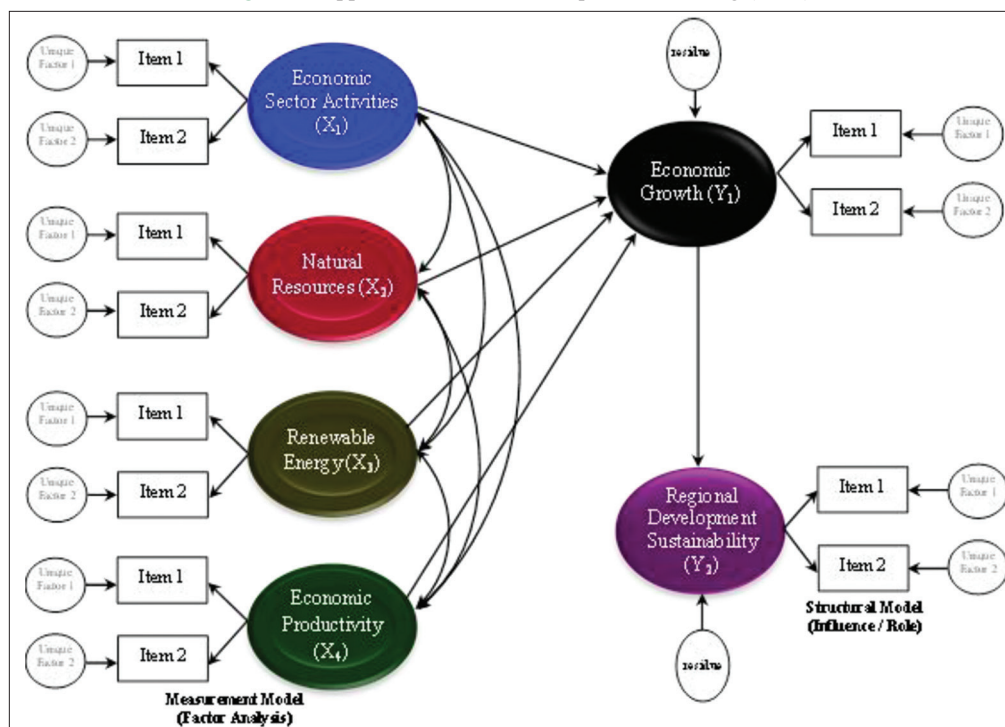 Unique
Factor 1
Item 1
Unique
Factor 2
Item 2
Economic
Sector Activities
(X1)
Unique
Factor 1
Item 1
Unique
Factor 2
Item 2
Natural
Resources (X2)
Unique
Factor 1
Item 1
Unique
Factor 2
Item 2
Renewable
Energy (X3)
Unique
Factor 1
Item 1
Unique
Factor 2
Item 2
Economic
Productivity
(X4)
Measurement Model
(Factor Analysis)
residue
Economic
Growth (Y1)
Item 1
Unique
Factor 1
Item 2
Unique
Factor 2
Regional
Development
Sustainability
(Y2)
Item 1
Unique
Factor 1
Item 2
Unique
Factor 2
residue
Structural Model
(Influence / Role)